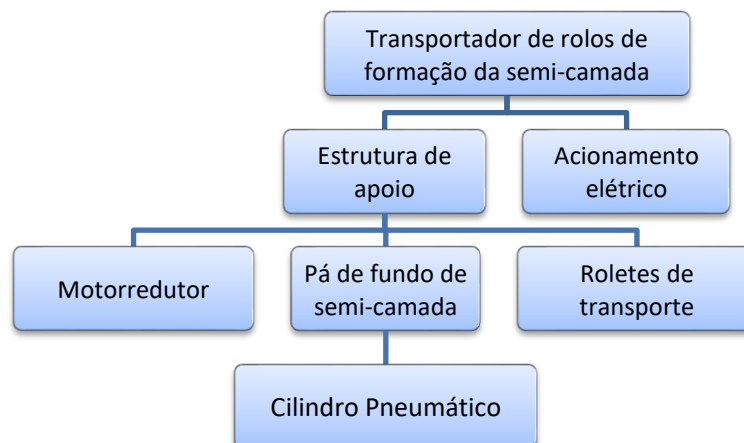 Transportador de rolos de
formação da semi-camada
Estrutura de
apoio
Acionamento
elétrico
Motorredutor
Pá de fundo de
semi-camada
Roletes de
transporte
Cilindro Pneumático